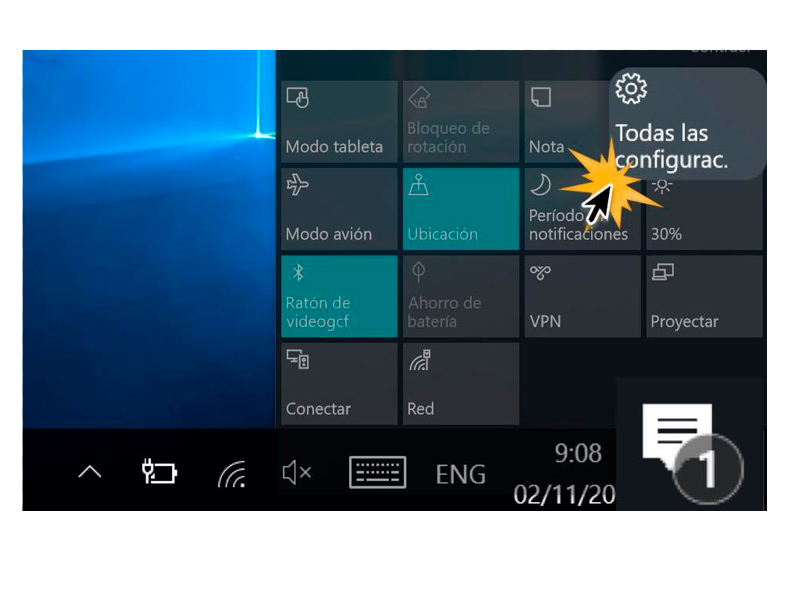 Contraer
Modo tableta
Bloqueo de
rotación
Nota
Todas las
configurac.
Modo avión
Ubicación
notificaciones
30%
Ratón de
videogcf
Ahorro de
batería
VPN
Proyectar
Conectar
Red
ENG
9:08
02/11/20
1